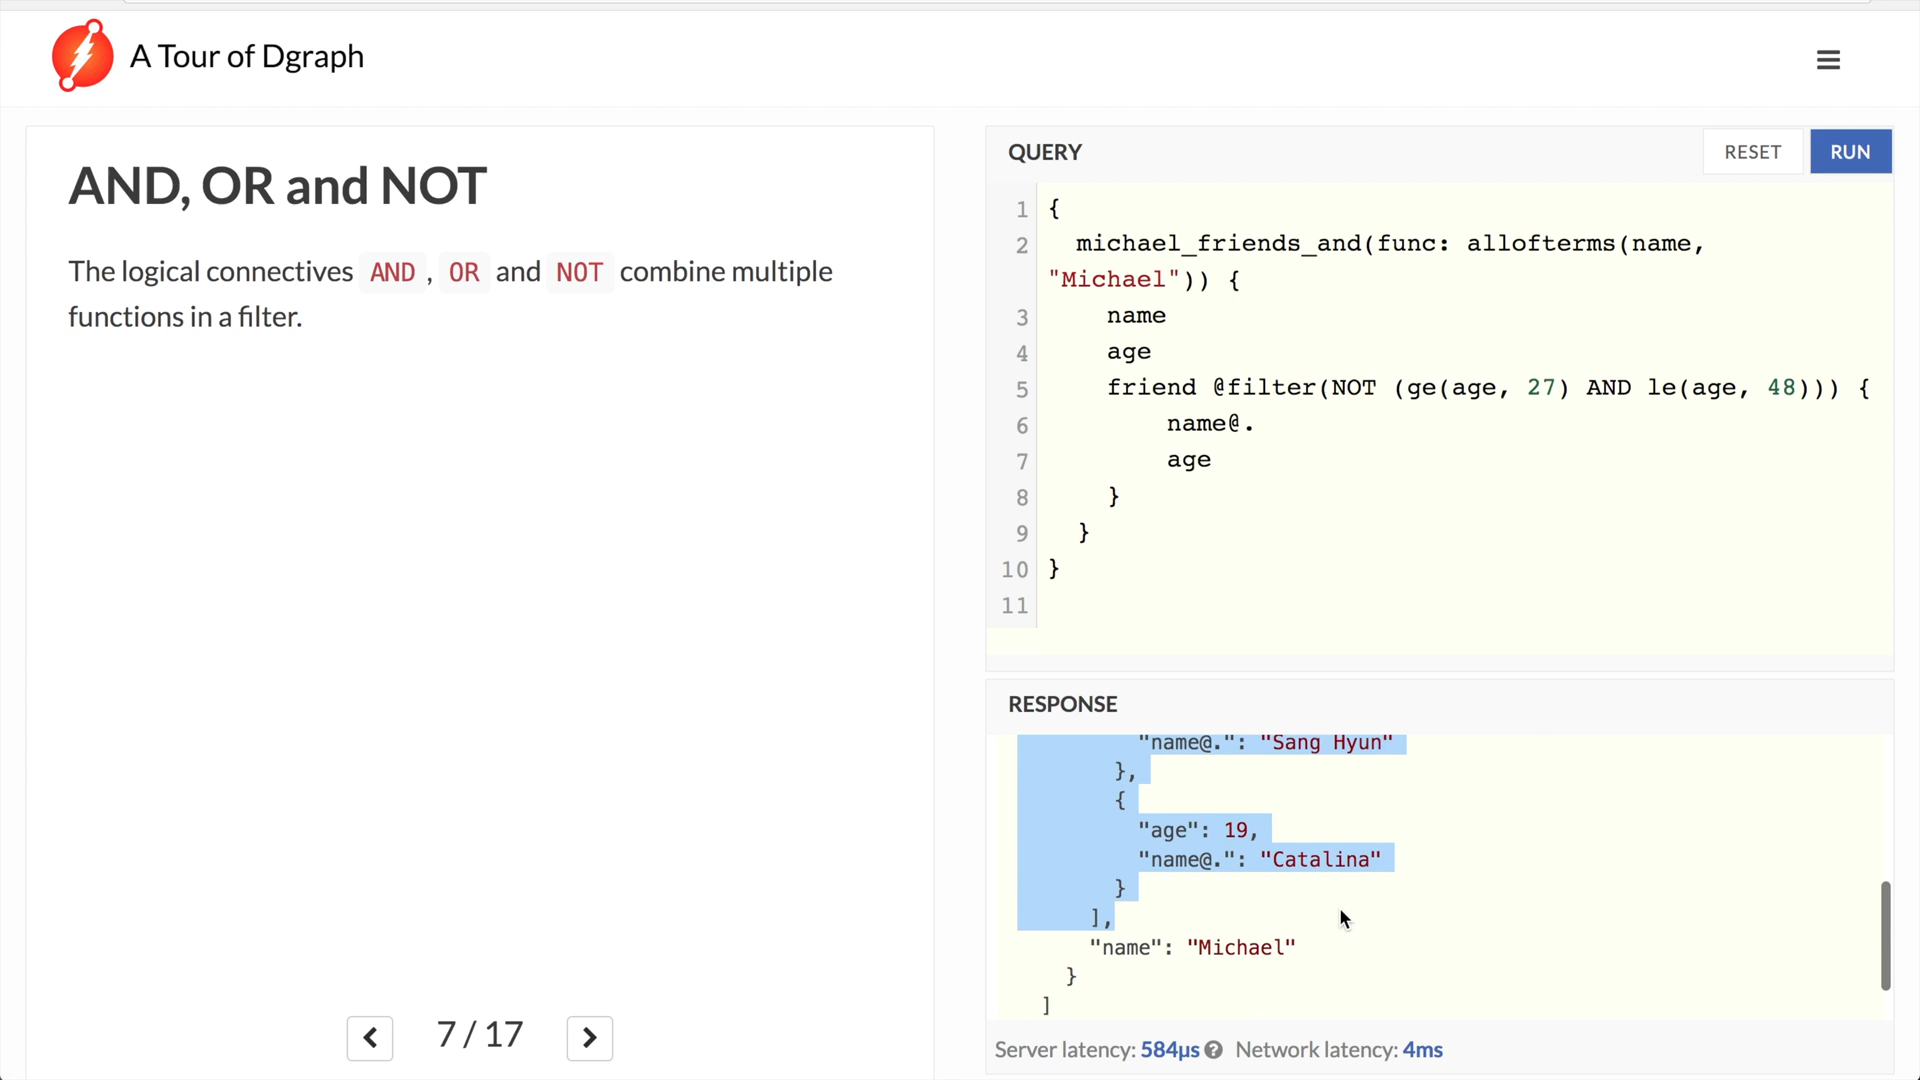 A Tour of Dgraph
AND, OR and NOT
The logical connectives AND , OR and NOT combine multiple
functions in a filter.
7 / 17
QUERY
RESET
RUN
1 {
2   michael_friends_and(func: allofterms(name,
"Michael")) {
3     name
4     age
5     friend @filter(NOT (ge(age, 27) AND le(age, 48))) {
6         name@.
7         age
8     }
9   }
10 }
11
RESPONSE
"name@.": "Sang Hyun"
},
{
"age": 19,
"name@.": "Catalina"
}
],
"name": "Michael"
}
]
Server latency: 584µs ? Network latency: 4ms